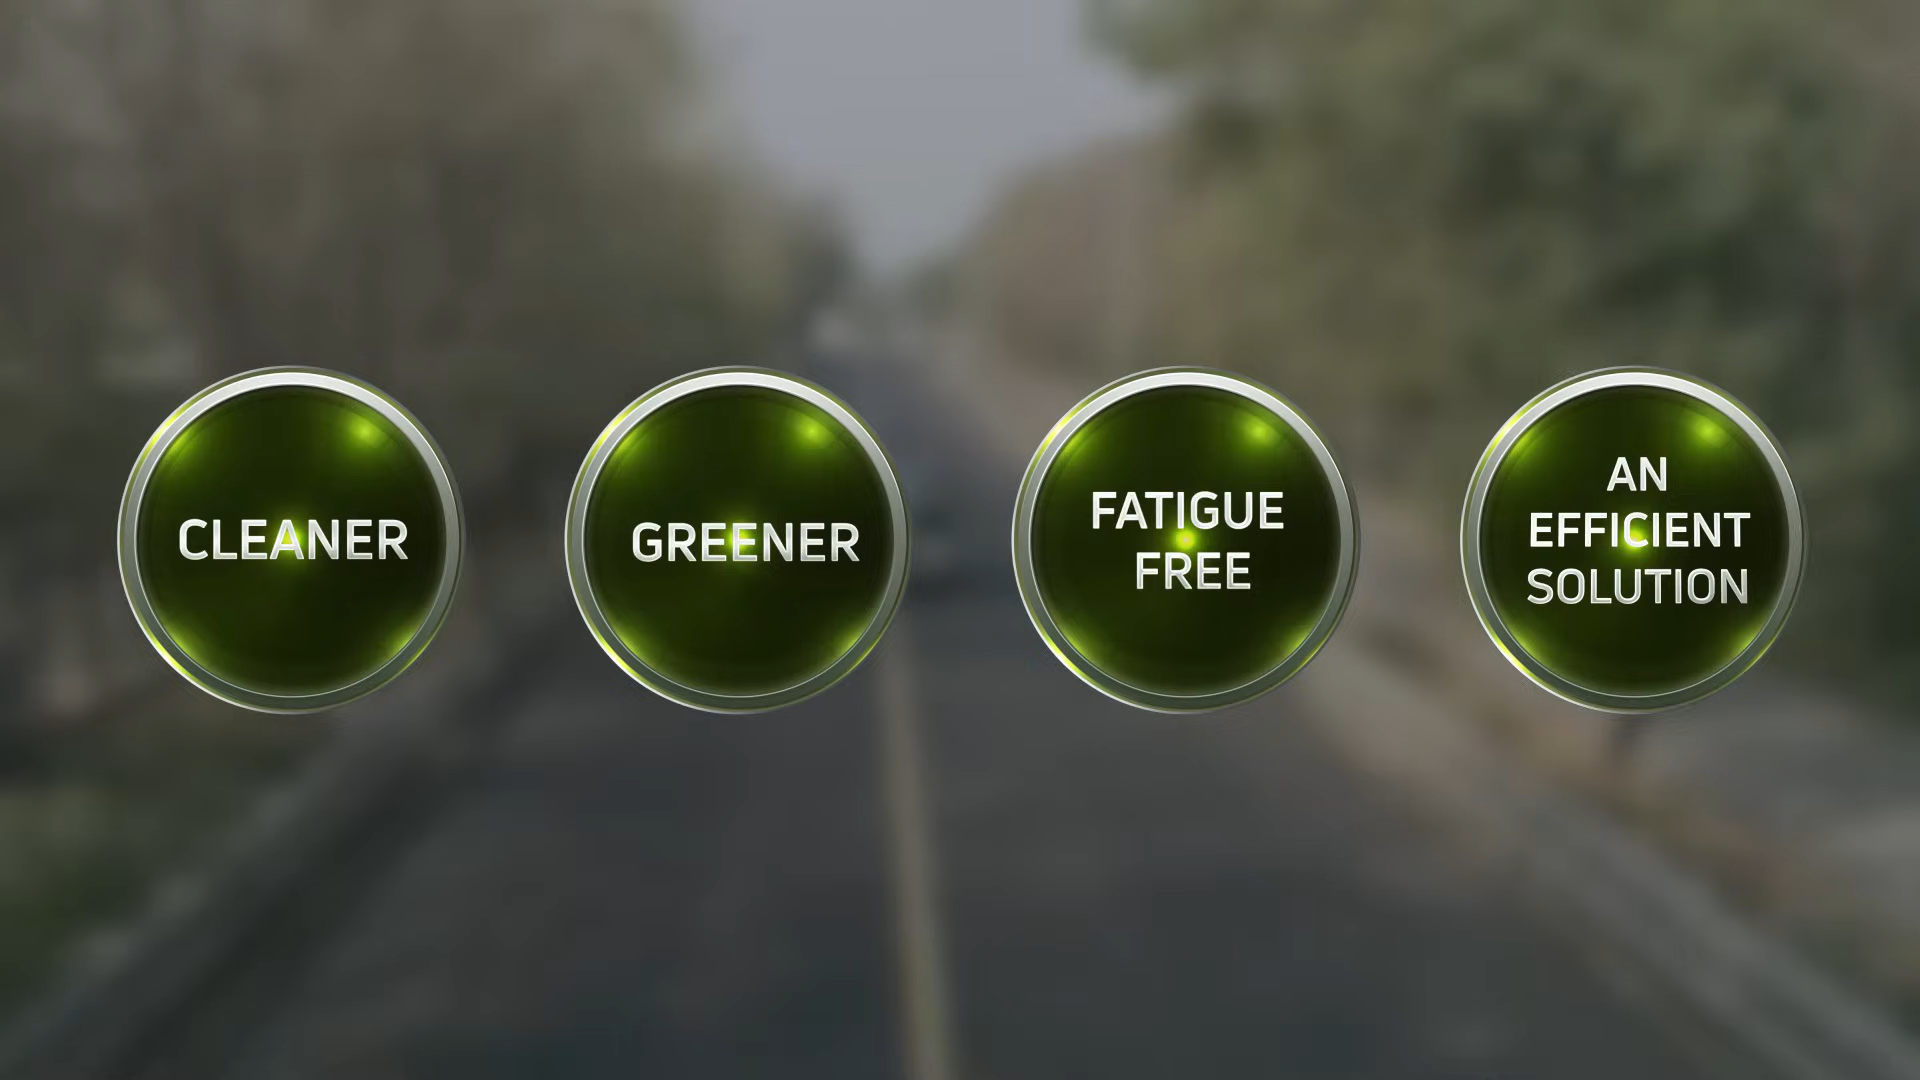 CLEANER
GREENER
FATIGUE
FREE
AN
EFFICIENT
SOLUTION